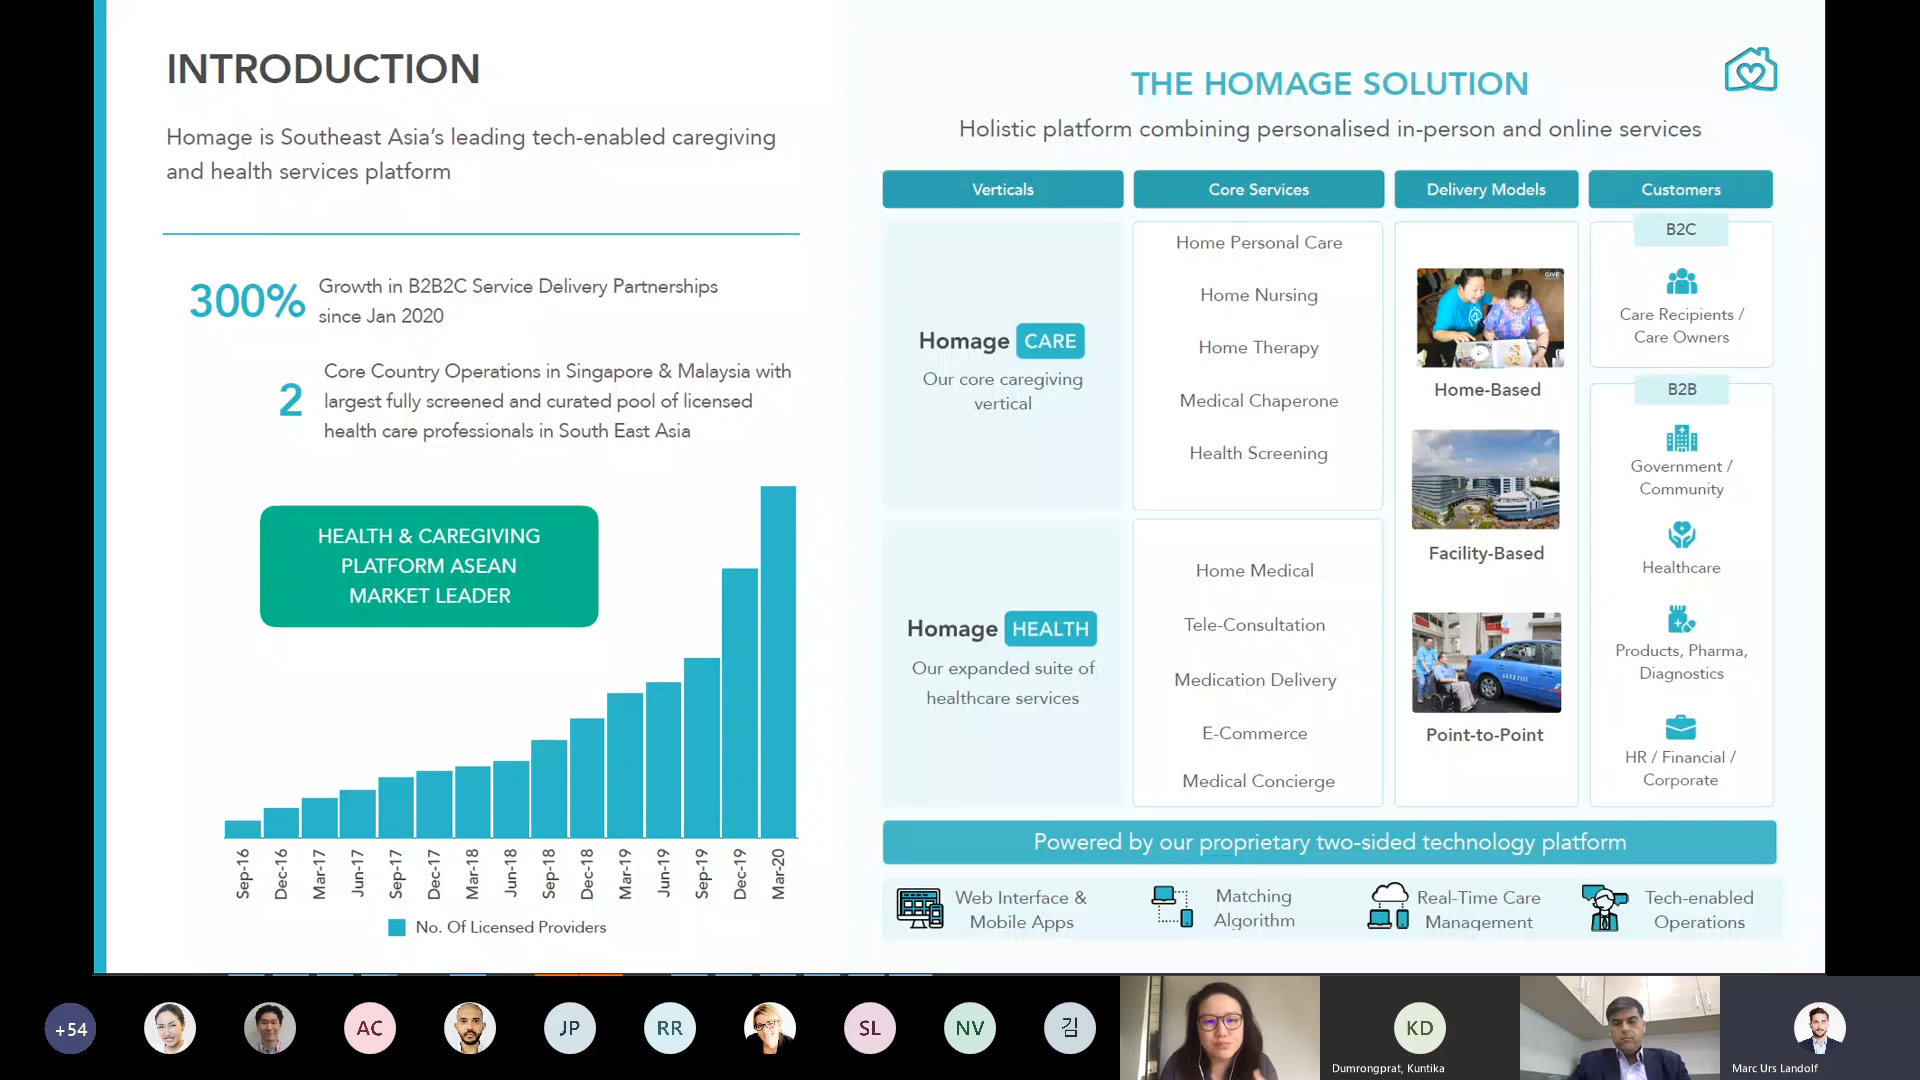 INTRODUCTION
Homage is Southeast Asia's leading tech-enabled caregiving
and health services platform
300%
Growth in B2B2C Service Delivery Partnerships
since Jan 2020
2
Core Country Operations in Singapore & Malaysia with
largest fully screened and curated pool of licensed
health care professionals in South East Asia
HEALTH & CAREGIVING
PLATFORM ASEAN
MARKET LEADER
Sep-16
Dec-16
Mar-17
Jun-17
Sep-17
Dec-17
Mar-18
Jun-18
Sep-18
Dec-18
Mar-19
Jun-19
Sep-19
Dec-19
Mar-20
No. Of Licensed Providers
THE HOMAGE SOLUTION
Holistic platform combining personalised in-person and online services
Verticals
Core Services
Delivery Models
Customers
Homage CARE
Our core caregiving
vertical
Home Personal Care
Home Nursing
Home Therapy
Medical Chaperone
Health Screening
Homage HEALTH
Our expanded suite of
healthcare services
Home Medical
Tele-Consultation
Medication Delivery
E-Commerce
Medical Concierge
GIVE
Home-Based
Facility-Based
Point-to-Point
B2C
Care Recipients /
Care Owners
B2B
Government /
Community
Healthcare
Products, Pharma,
Diagnostics
HR / Financial /
Corporate
Powered by our proprietary two-sided technology platform
Web Interface &
Mobile Apps
Matching
Algorithm
Real-Time Care
Management
Tech-enabled
Operations
+54
AC
JP
RR
SL
NV
김
KD
Dumrongprat, Kuntika
Marc Urs Landolf